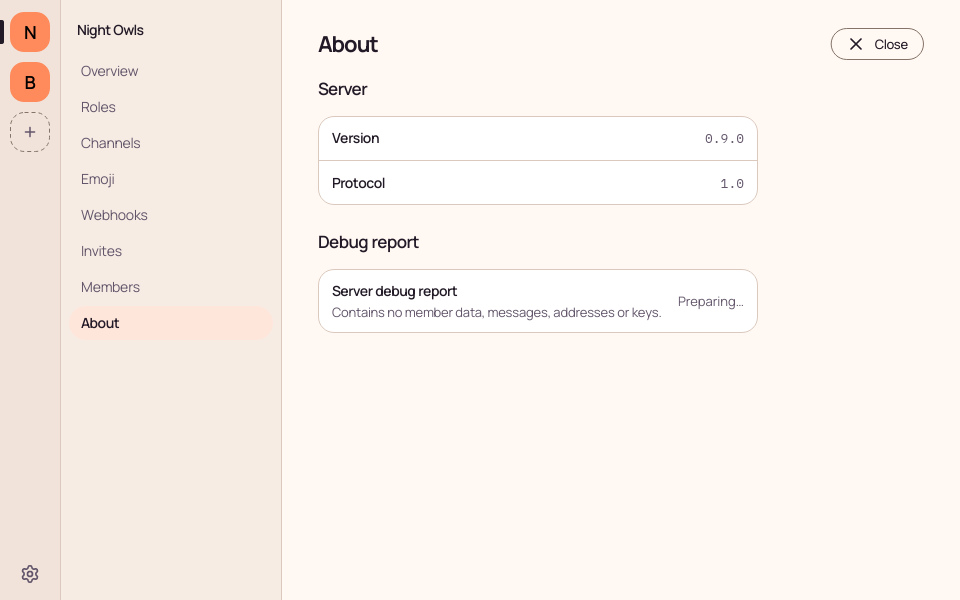 N
B
Night Owls
Overview
Roles
Channels
Emoji
Webhooks
Invites
Members
About
About
Close
Server
Version 0.9.0
Protocol 1.0
Debug report
Server debug report
Contains no member data, messages, addresses or keys.
Preparing…